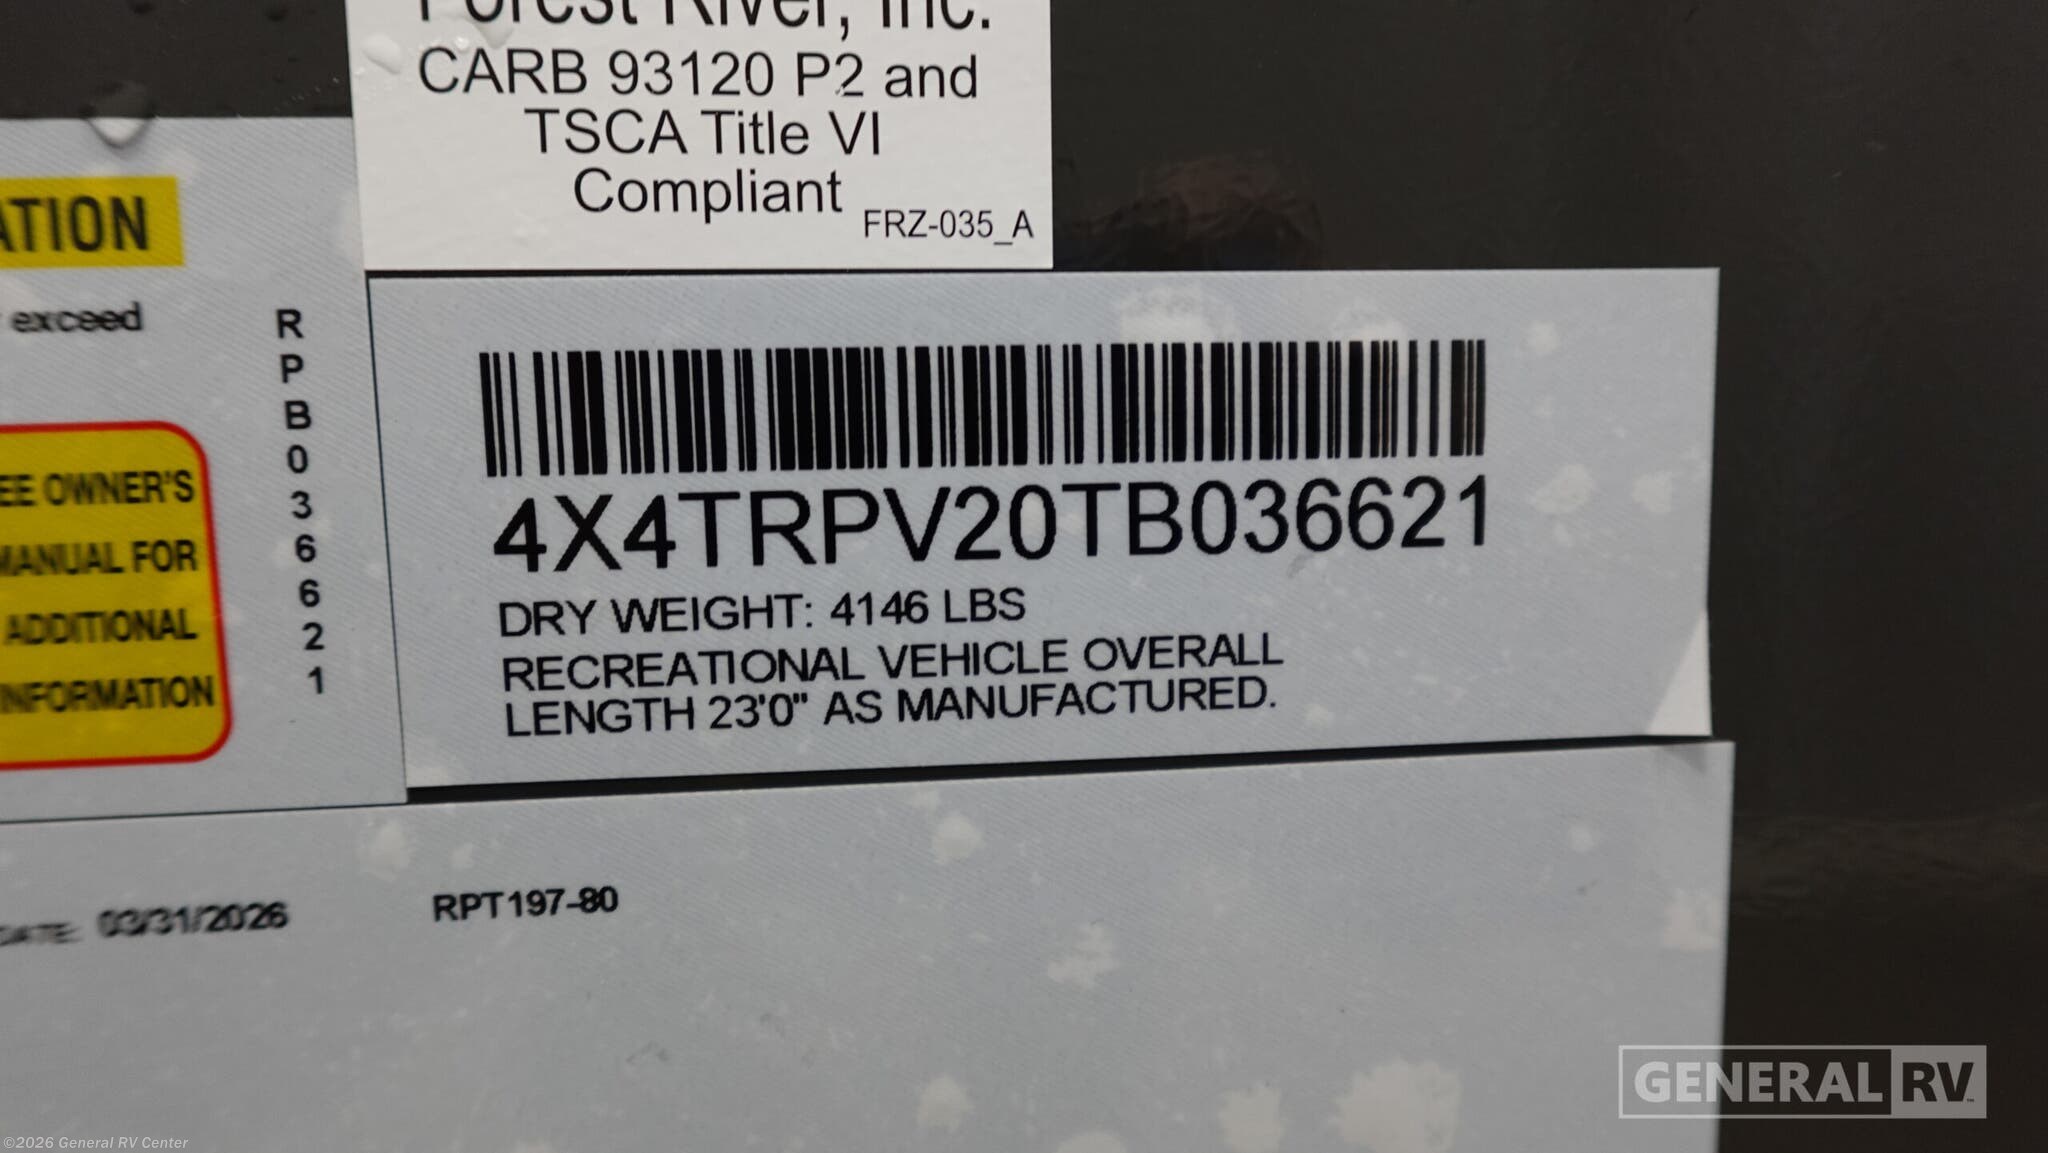 Forest River, Inc.
CARB 93120 P2 and
TSCA Title VI
Compliant
FRZ-035_A
ATION
exceed
EE OWNER'S
MANUAL FOR
ADDITIONAL
INFORMATION
R
P
B
0
3
6
6
2
1
4X4TRPV20TB036621
DRY WEIGHT: 4146 LBS
RECREATIONAL VEHICLE OVERALL
LENGTH 23'0" AS MANUFACTURED.
DATE: 03/31/2026
RPT197-80
GENERAL RV
©2026 General RV Center